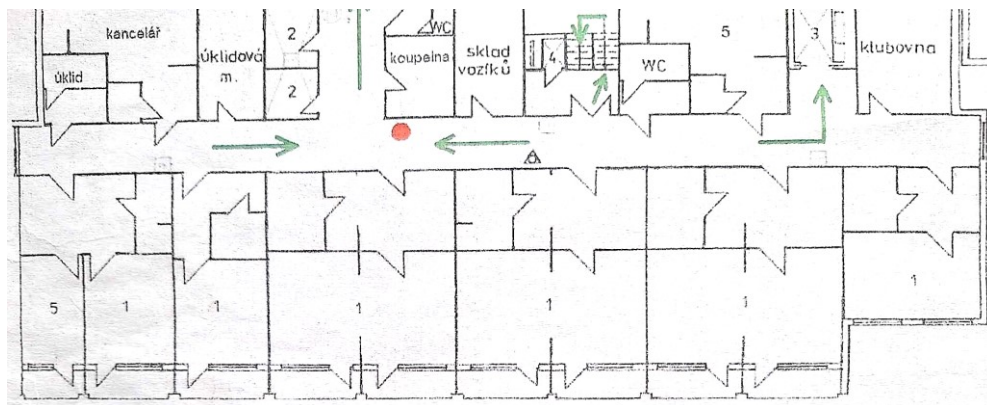 kancelář
úklid
úklidová
m.
2
2
WC
koupelna
sklad
vozíků
4
WC
5
3
klubovna
5
1
1
1
1
1
1